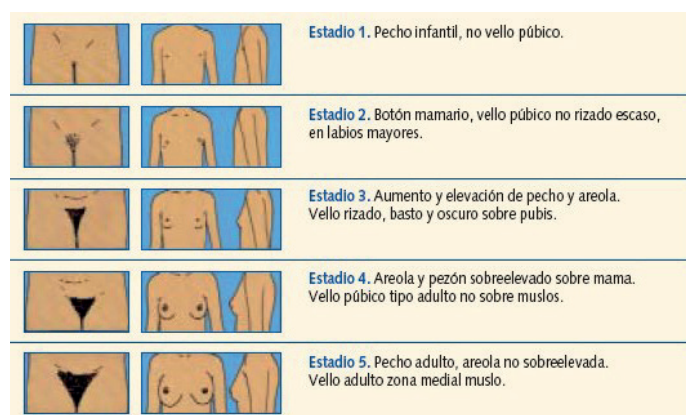 Estadio 1. Pecho infantil, no vello púbico.
Estadio 2. Botón mamario, vello púbico no rizado escaso,
en labios mayores.
Estadio 3. Aumento y elevación de pecho y areola.
Vello rizado, basto y oscuro sobre pubis.
Estadio 4. Areola y pezón sobreelevado sobre mama.
Vello púbico tipo adulto no sobre muslos.
Estadio 5. Pecho adulto, areola no sobreelevada.
Vello adulto zona medial muslo.